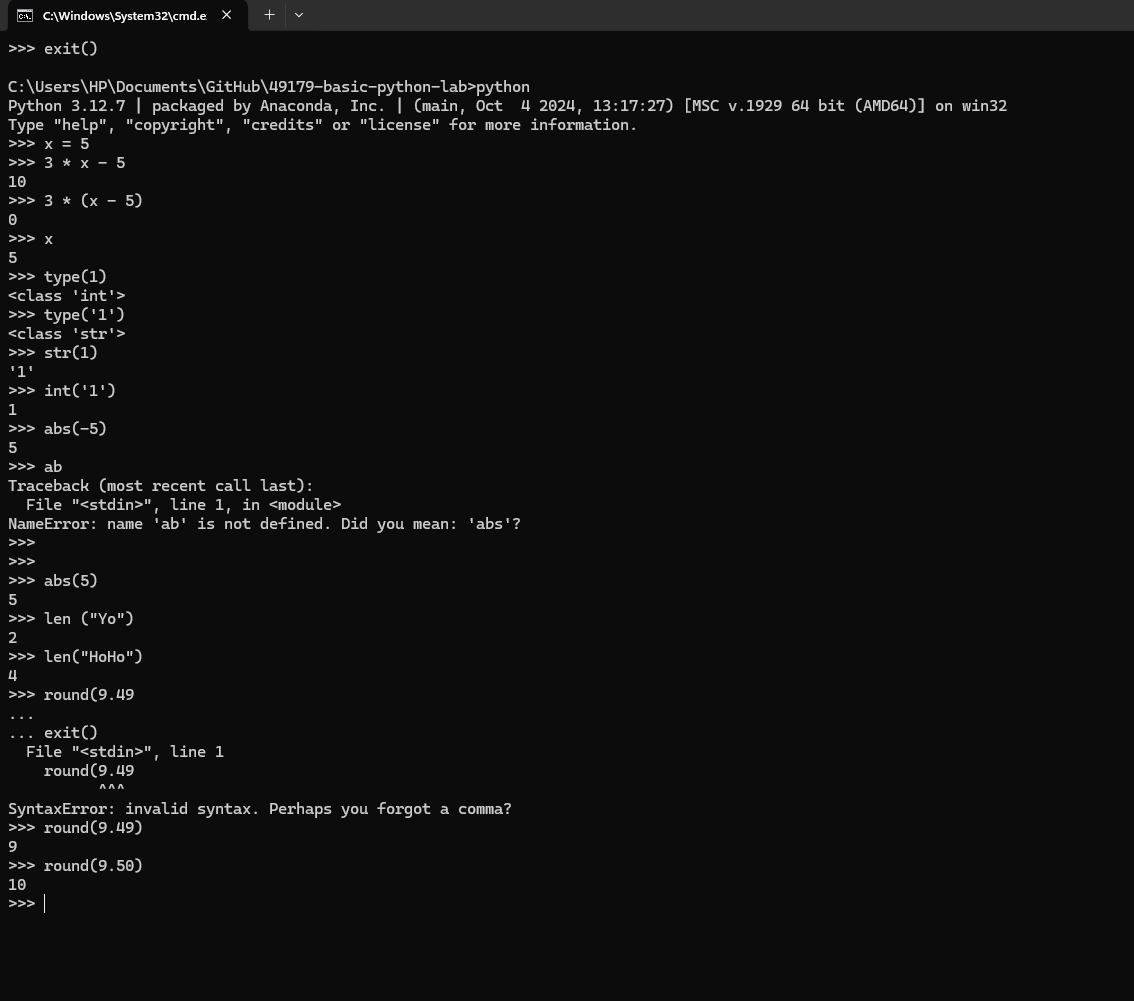 C:\Windows\System32\cmd.e
>>> exit()
C:\Users\HP\Documents\GitHub\49179-basic-python-lab>python
Python 3.12.7 | packaged by Anaconda, Inc. | (main, Oct  4 2024, 13:17:27) [MSC v.1929 64 bit (AMD64)] on win32
Type "help", "copyright", "credits" or "license" for more information.
>>> x = 5
>>> 3 * x - 5
10
>>> 3 * (x - 5)
0
>>> x
5
>>> type(1)
<class 'int'>
>>> type('1')
<class 'str'>
>>> str(1)
'1'
>>> int('1')
1
>>> abs(-5)
5
>>> ab
Traceback (most recent call last):
  File "<stdin>", line 1, in <module>
NameError: name 'ab' is not defined. Did you mean: 'abs'?
>>>
>>>
>>> abs(5)
5
>>> len ("Yo")
2
>>> len("HoHo")
4
>>> round(9.49
...
... exit()
  File "<stdin>", line 1
    round(9.49
          ^^^
SyntaxError: invalid syntax. Perhaps you forgot a comma?
>>> round(9.49)
9
>>> round(9.50)
10
>>>